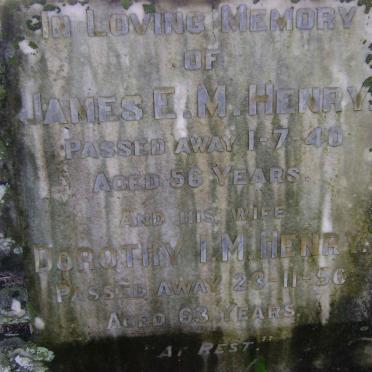 In Loving Memory
of
James E. M. Henry
Passed away 1-7-40
Aged 56 Years.
and his wife
Dorothy I. M. Henry.
Passed away 23-11-56
Aged 63 Years.
"At Rest."